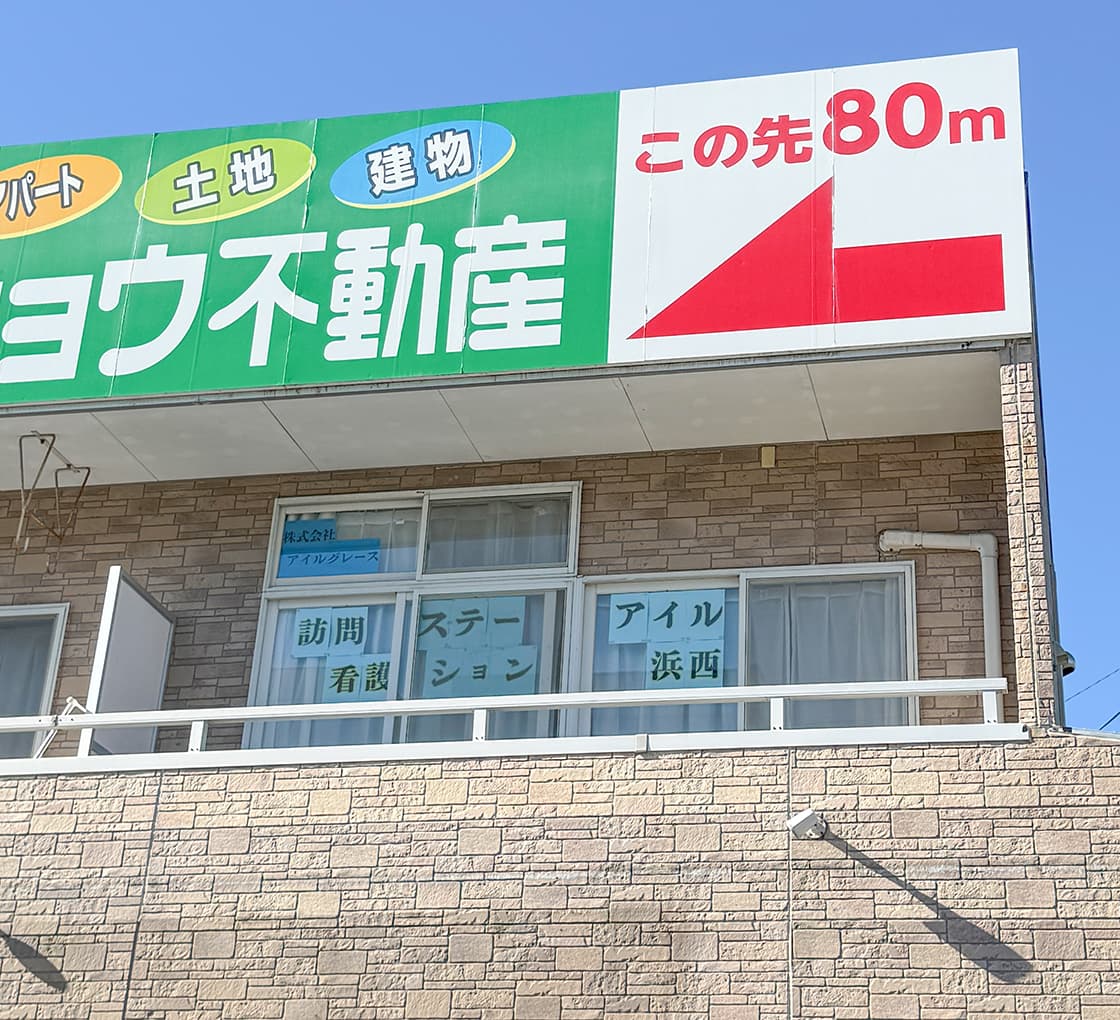 アパート 土地 建物
ョウ不動産
この先80m
株式会社
アイルグレース
訪問
看護
ステー
ション
アイル
浜西